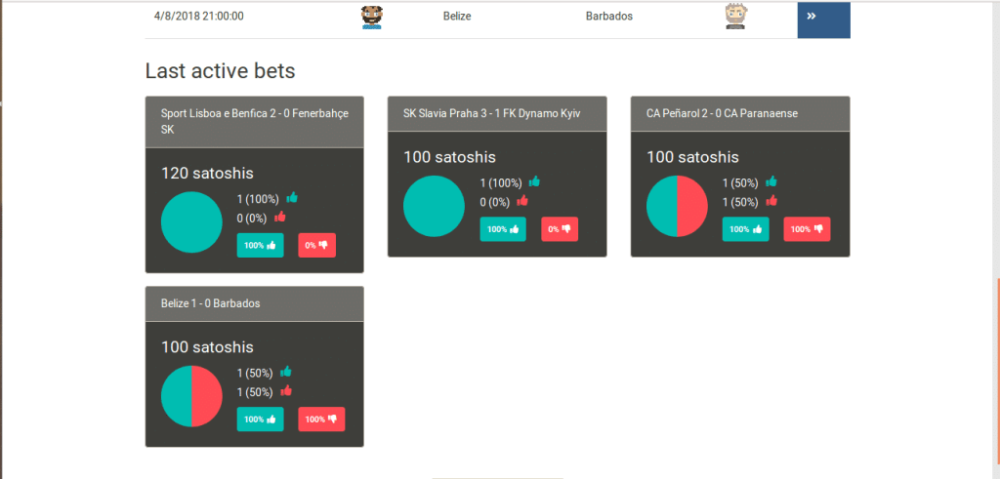 4/8/2018 21:00:00 Belize Barbados
Last active bets
Sport Lisboa e Benfica 2 - 0 Fenerbahçe
SK
120 satoshis
1 (100%)
0 (0%)
100% 0%
SK Slavia Praha 3 - 1 FK Dynamo Kyiv
100 satoshis
1 (100%)
0 (0%)
100% 0%
CA Peñarol 2 - 0 CA Paranaense
100 satoshis
1 (50%)
1 (50%)
100% 100%
Belize 1 - 0 Barbados
100 satoshis
1 (50%)
1 (50%)
100% 100%